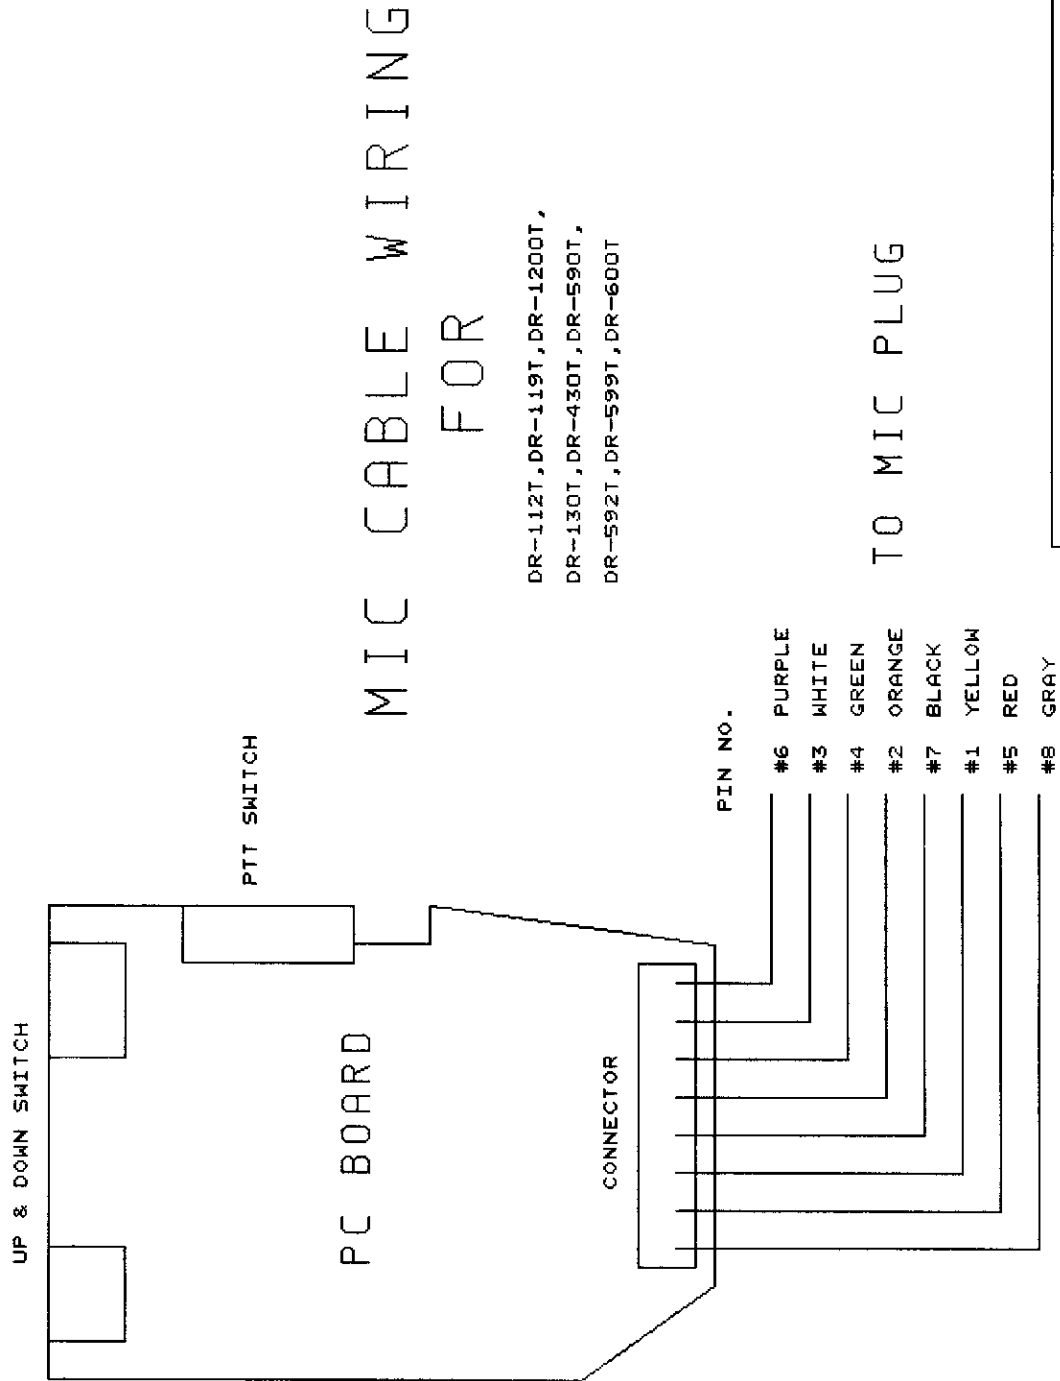 MIC CABLE WIRING
FOR
DR-112T,DR-119T,DR-1200T,
DR-130T,DR-430T,DR-590T,
DR-592T,DR-599T,DR-600T
UP & DOWN SWITCH
PTT SWITCH
PC BOARD
CONNECTOR
PIN NO.
#6 PURPLE
#3 WHITE
#4 GREEN
#2 ORANGE
#7 BLACK
#1 YELLOW
#5 RED
#8 GRAY
TO MIC PLUG